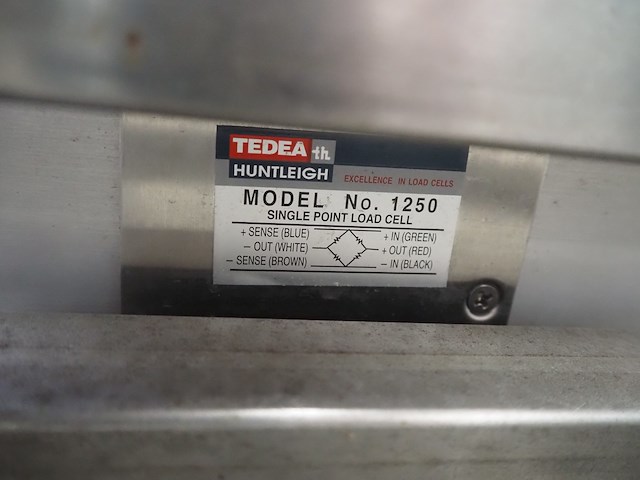 TEDEA th
HUNTLEIGH
EXCELLENCE IN LOAD CELLS
MODEL No. 1250
SINGLE POINT LOAD CELL
+ SENSE (BLUE) + IN (GREEN)
− OUT (WHITE) + OUT (RED)
− SENSE (BROWN) − IN (BLACK)